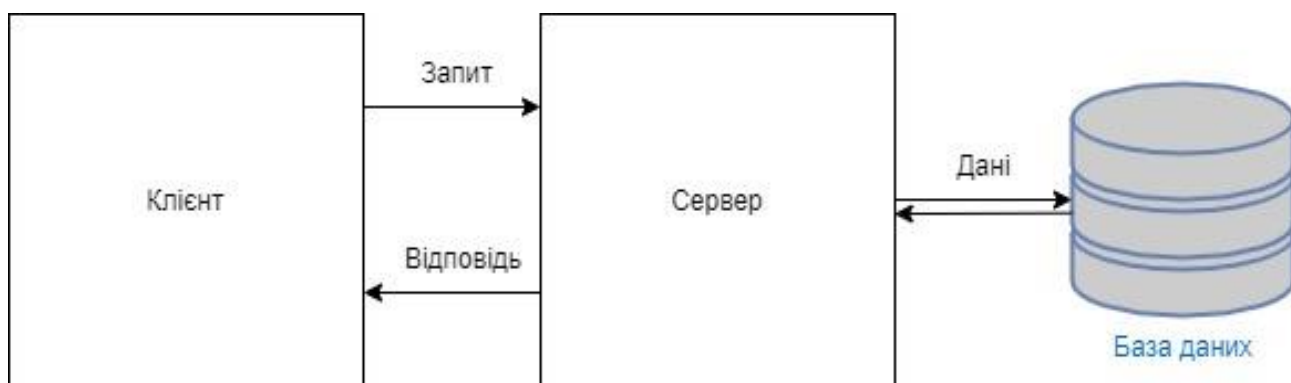 Запит
Клієнт
Сервер
Дані
Відповідь
База даних